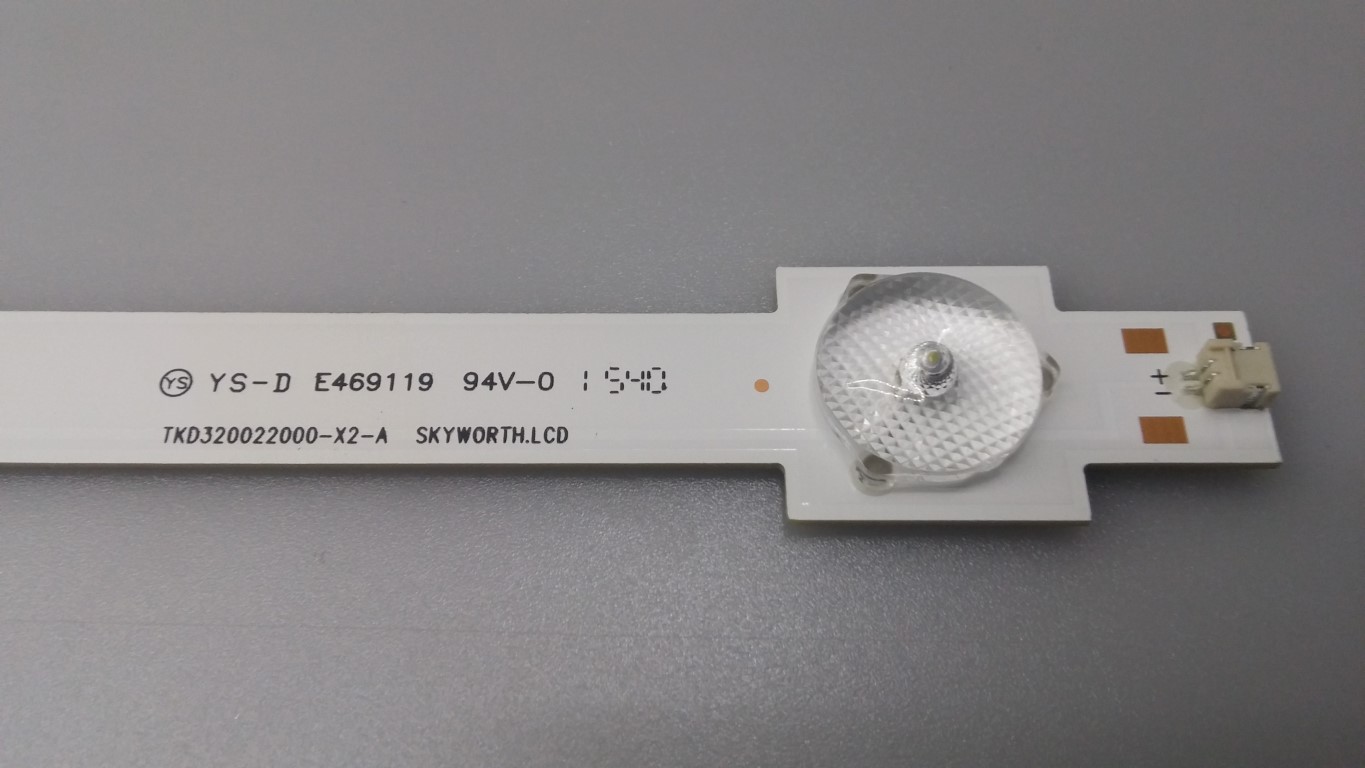 YS YS-D E469119 94V-0 1540
TKD320022000-X2-A SKYWORTH.LCD
+
-